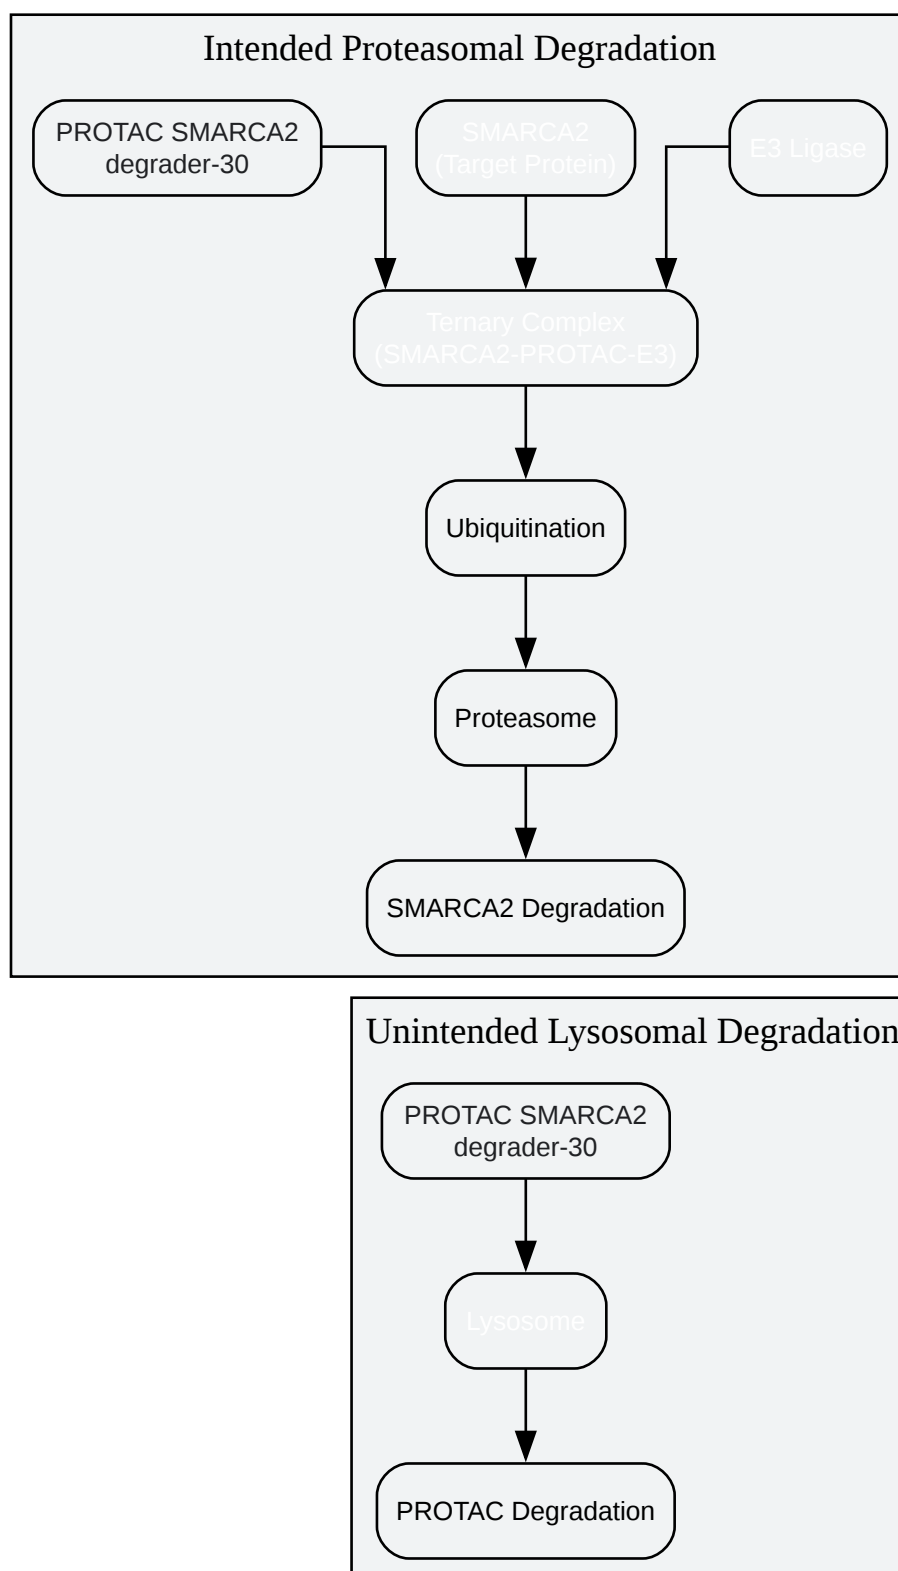 Intended Proteasomal Degradation
PROTAC SMARCA2
degrader-30
SMARCA2
(Target Protein)
E3 Ligase
Ternary Complex
(SMARCA2-PROTAC-E3)
Ubiquitination
Proteasome
SMARCA2 Degradation
Unintended Lysosomal Degradation
PROTAC SMARCA2
degrader-30
Lysosome
PROTAC Degradation